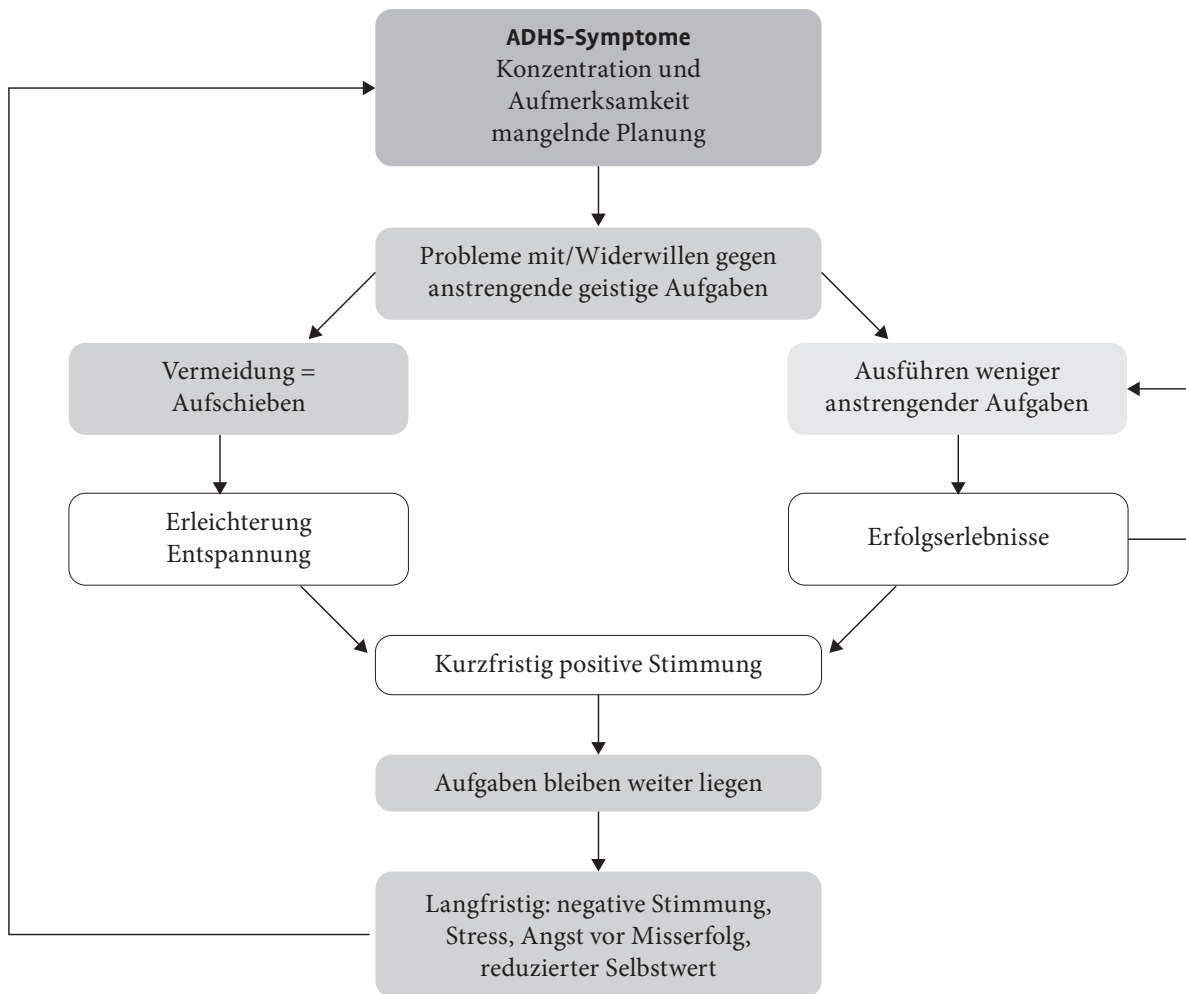 ADHS-Symptome
Konzentration und
Aufmerksamkeit
mangelnde Planung
Probleme mit/Widerwillen gegen
anstrengende geistige Aufgaben
Vermeidung =
Aufschieben
Ausführen weniger
anstrengender Aufgaben
Erleichterung
Entspannung
Erfolgserlebnisse
Kurzfristig positive Stimmung
Aufgaben bleiben weiter liegen
Langfristig: negative Stimmung,
Stress, Angst vor Misserfolg,
reduzierter Selbstwert